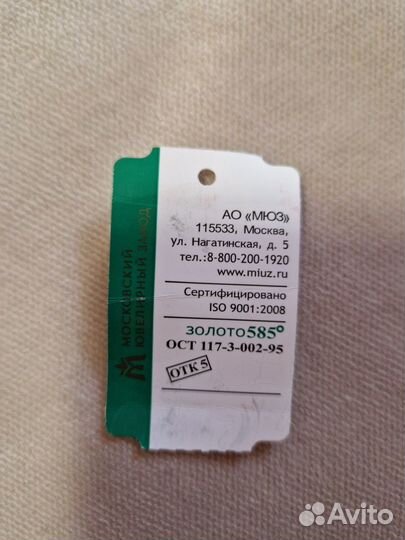 МОСКОВСКИЙ
ЮВЕЛИРНЫЙ ЗАВОД
АО «МЮЗ»
115533, Москва,
ул. Нагатинская, д. 5
тел.:8-800-200-1920
www.miuz.ru
Сертифицировано
ISO 9001:2008
ЗОЛОТО585°
ОСТ 117-3-002-95
ОТК 5
Avito